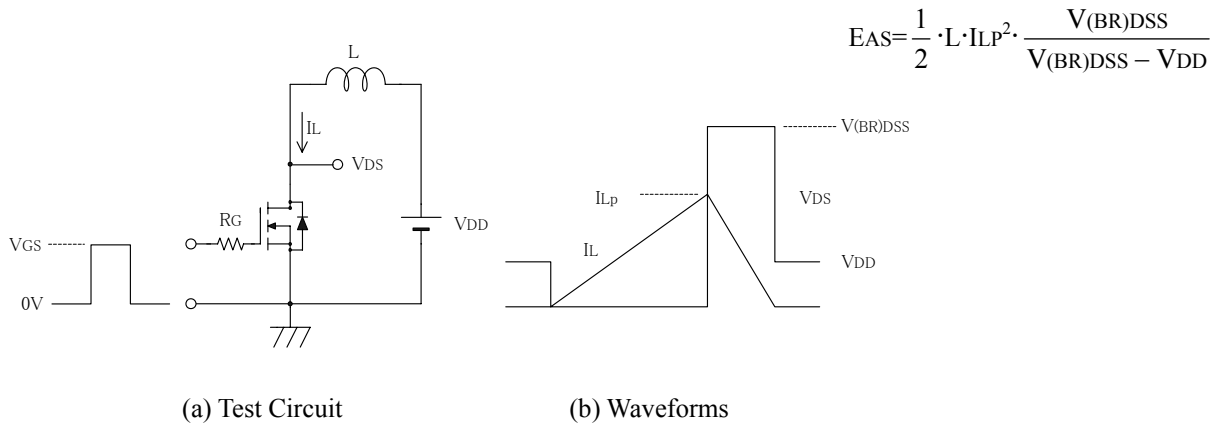 EAS=1/2 ·L·ILP²· V(BR)DSS / V(BR)DSS – VDD
L
IL
VDS
RG
VDD
VGS
0V
V(BR)DSS
ILp
VDS
IL
VDD
(a) Test Circuit
(b) Waveforms